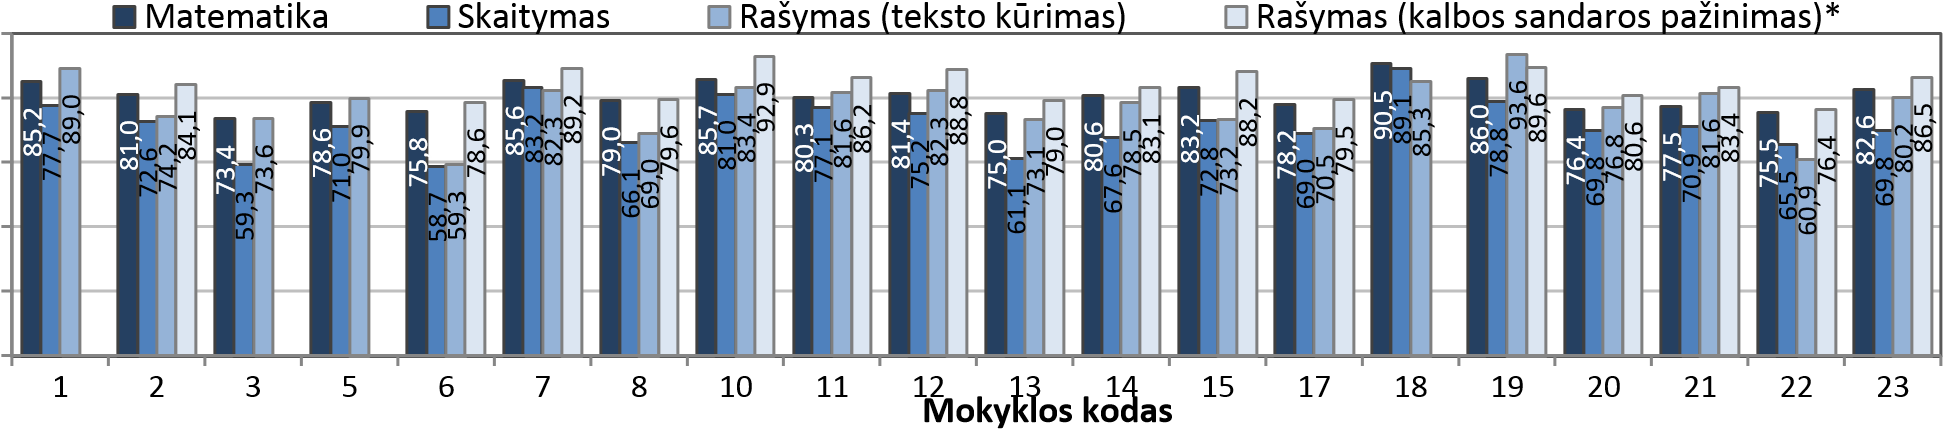 Matematika Skaitymas Rašymas (teksto kūrimas) Rašymas (kalbos sandaros pažinimas)*
85,2 77,7 89,0 81,0 72,6 74,2 84,1 73,4 59,3 73,6 78,6 71,0 79,9 75,8 58,7 59,3 78,6 85,6 83,2 82,3 89,2 79,0 66,1 69,0 79,6 85,7 81,0 83,4 92,9 80,3 77,1 81,6 86,2 81,4 75,2 82,3 88,8 75,0 61,1 73,1 79,0 80,6 67,6 78,5 83,1 83,2 72,8 73,2 88,2 78,2 69,0 70,5 79,5 90,5 89,1 85,3 86,0 78,8 93,6 89,6 76,4 69,8 76,8 80,6 77,5 70,9 81,6 83,4 75,5 65,5 60,9 76,4 82,6 69,8 80,2 86,5
1 2 3 5 6 7 8 10 11 12 13 14 15 17 18 19 20 21 22 23
Mokyklos kodas